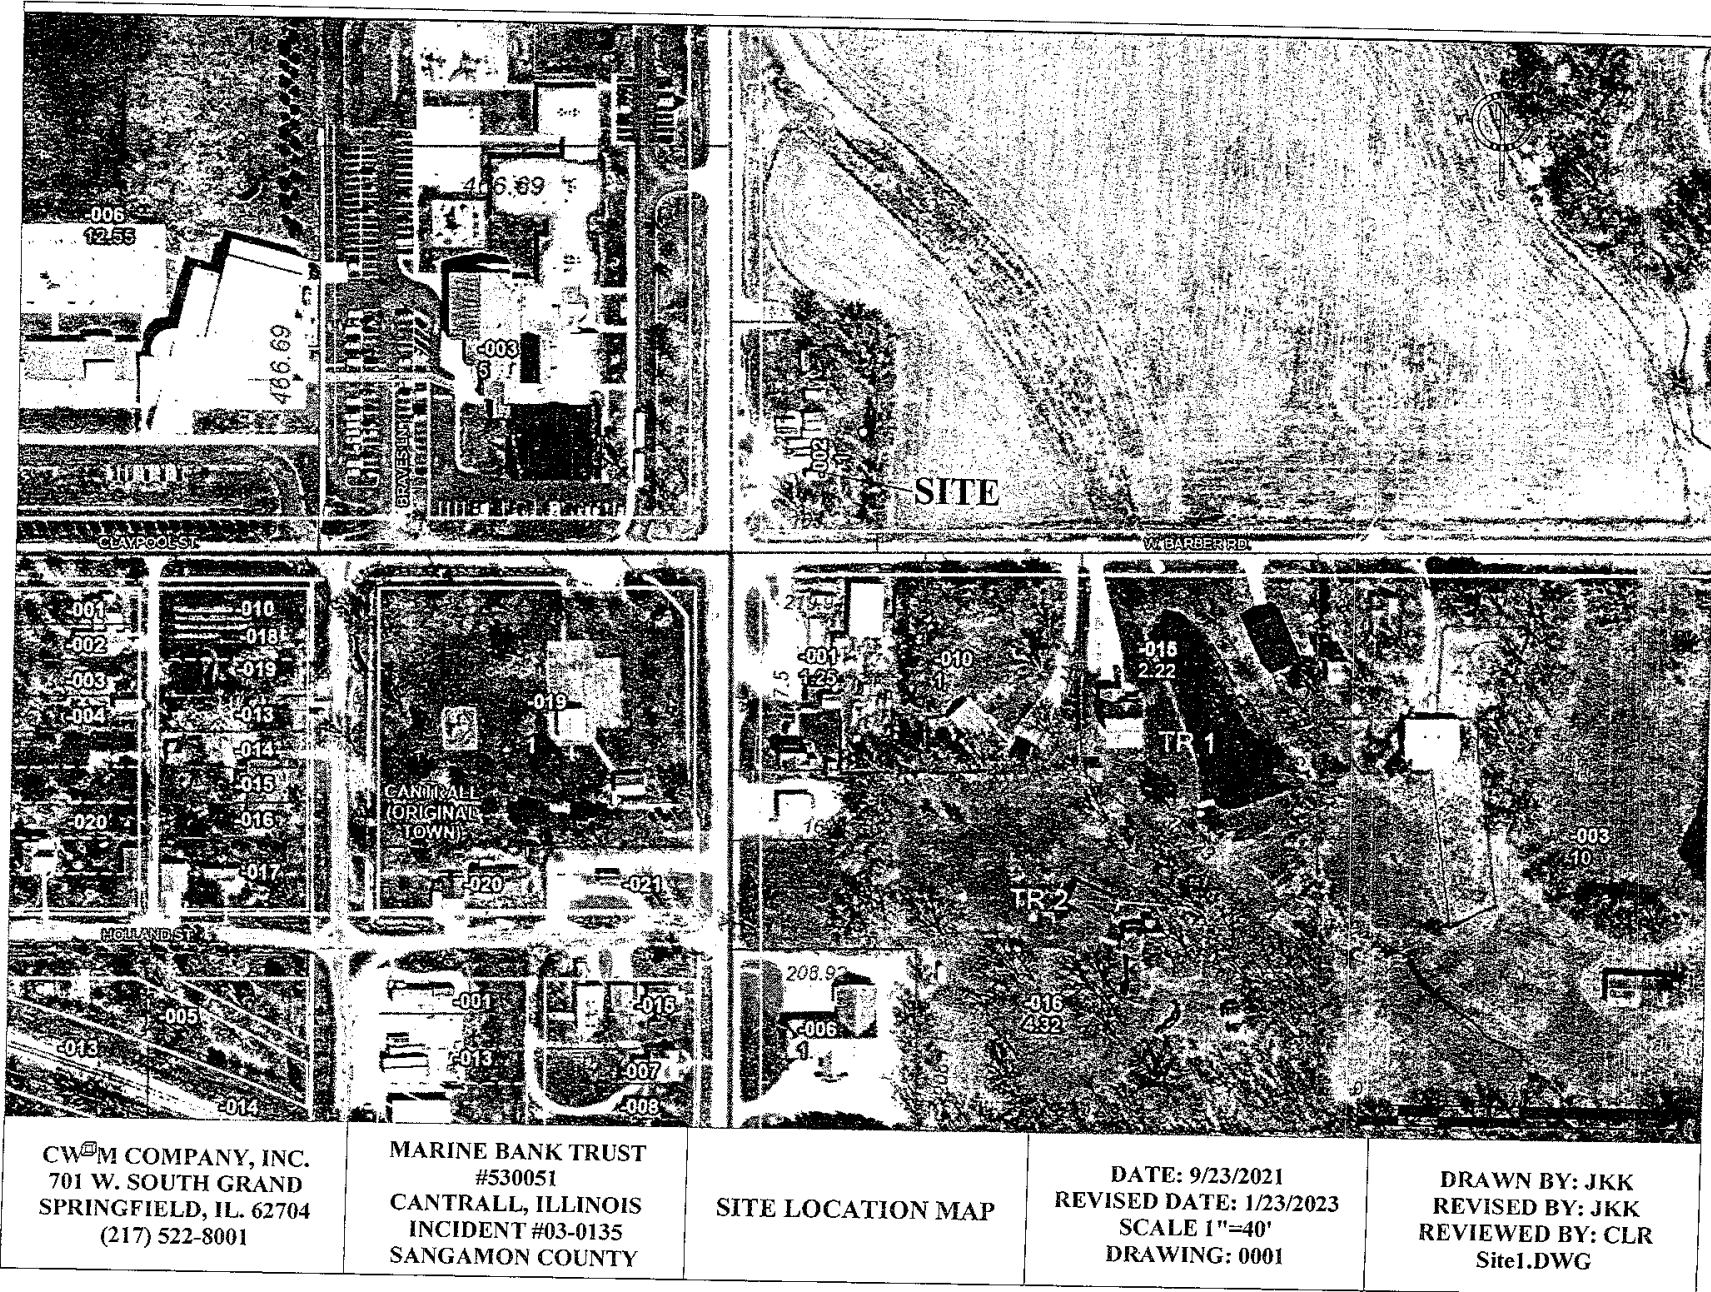 -006
12.55
466.69
466.69
-003
5
BRAVES LN
-002
SITE
CLAYPOOL ST
W. BARBER RD.
-001
-002
-003
-004
-020
-010
-018
-019
-013
-014
-015
-016
-017
-019
1
CANTRALL
(ORIGINAL
TOWN)
-020
-021
-001
1.25
7.5
-010
1
-015
2.22
TR 1
TR 2
-003
10
HOLLAND ST
-005
-013
-014
-001
-013
-015
-007
-008
208.92
-006
1
-016
4.32
0
CW M COMPANY, INC.
701 W. SOUTH GRAND
SPRINGFIELD, IL. 62704
(217) 522-8001
MARINE BANK TRUST
#530051
CANTRALL, ILLINOIS
INCIDENT #03-0135
SANGAMON COUNTY
SITE LOCATION MAP
DATE: 9/23/2021
REVISED DATE: 1/23/2023
SCALE 1"=40'
DRAWING: 0001
DRAWN BY: JKK
REVISED BY: JKK
REVIEWED BY: CLR
Site1.DWG